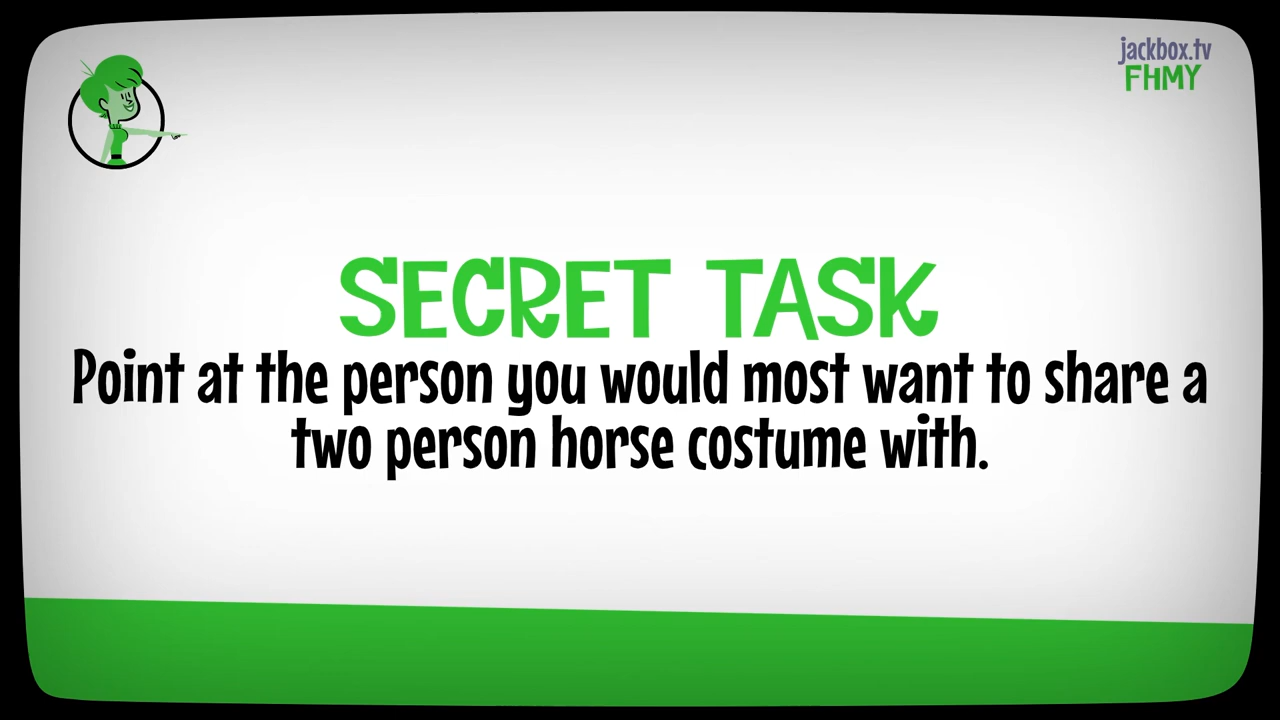 jackbox.tv
FHMY
SECRET TASK
Point at the person you would most want to share a
two person horse costume with.